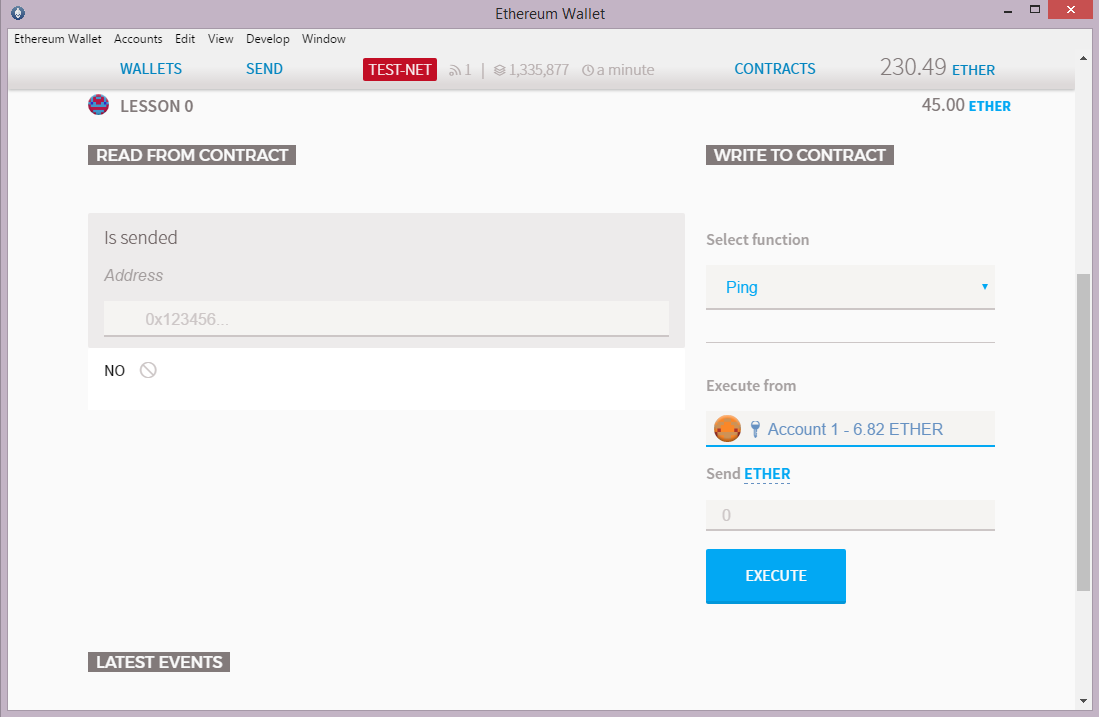 Ethereum Wallet
Ethereum Wallet Accounts Edit View Develop Window
WALLETS SEND TEST-NET 1 | 1,335,877 a minute CONTRACTS 230.49 ETHER
LESSON 0 45.00 ETHER
READ FROM CONTRACT
Is sended
Address
0x123456...
NO
WRITE TO CONTRACT
Select function
Ping
Execute from
Account 1 - 6.82 ETHER
Send ETHER
0
EXECUTE
LATEST EVENTS